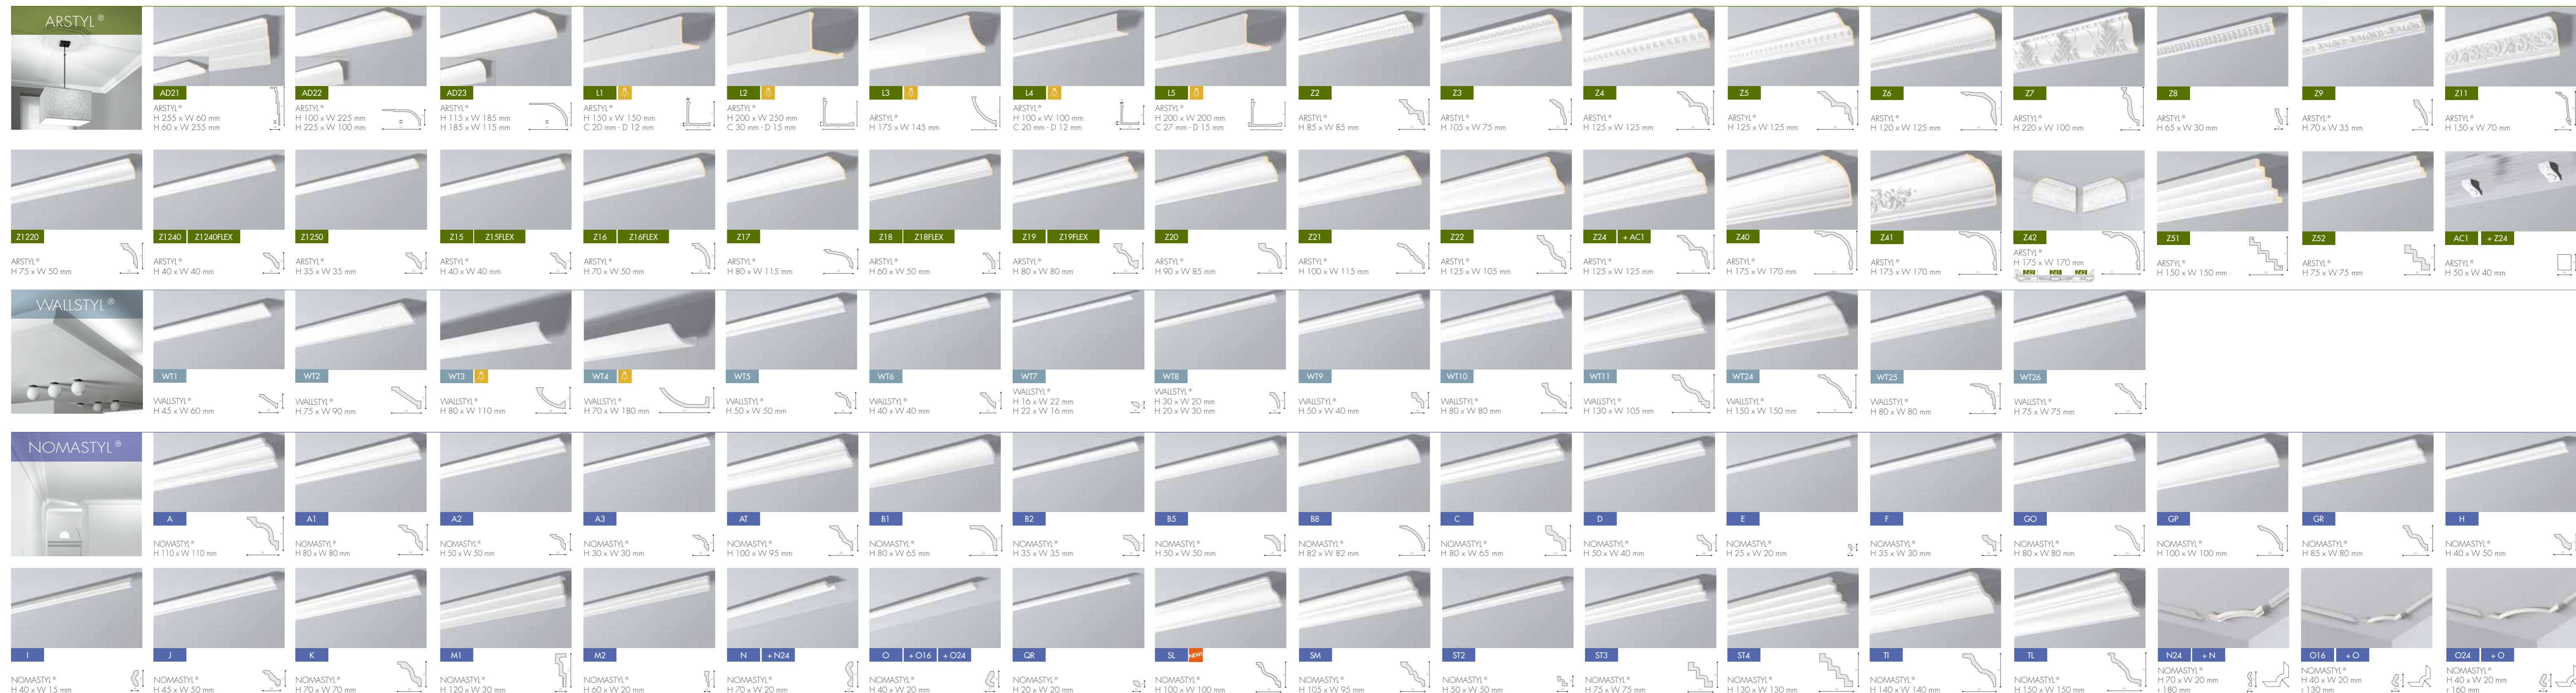 ARSTYL®
AD21
ARSTYL®
H 255 x W 60 mm
H 60 x W 255 mm
AD22
ARSTYL®
H 100 x W 225 mm
H 225 x W 100 mm
AD23
ARSTYL®
H 115 x W 185 mm
H 185 x W 115 mm
L1
ARSTYL®
H 150 x W 150 mm
C 20 mm - D 12 mm
L2
ARSTYL®
H 200 x W 250 mm
C 30 mm - D 15 mm
L3
ARSTYL®
H 175 x W 145 mm
L4
ARSTYL®
H 100 x W 100 mm
C 20 mm - D 12 mm
L5
ARSTYL®
H 200 x W 200 mm
C 27 mm - D 15 mm
Z2
ARSTYL®
H 85 x W 85 mm
Z3
ARSTYL®
H 105 x W 75 mm
Z4
ARSTYL®
H 125 x W 125 mm
Z5
ARSTYL®
H 125 x W 125 mm
Z6
ARSTYL®
H 120 x W 125 mm
Z7
ARSTYL®
H 220 x W 100 mm
Z8
ARSTYL®
H 65 x W 30 mm
Z9
ARSTYL®
H 70 x W 35 mm
Z11
ARSTYL®
H 150 x W 70 mm
Z1220
ARSTYL®
H 75 x W 50 mm
Z1240 Z1240FLEX
ARSTYL®
H 40 x W 40 mm
Z1250
ARSTYL®
H 35 x W 35 mm
Z15 Z15FLEX
ARSTYL®
H 40 x W 40 mm
Z16 Z16FLEX
ARSTYL®
H 70 x W 50 mm
Z17
ARSTYL®
H 80 x W 115 mm
Z18 Z18FLEX
ARSTYL®
H 60 x W 50 mm
Z19 Z19FLEX
ARSTYL®
H 80 x W 80 mm
Z20
ARSTYL®
H 90 x W 85 mm
Z21
ARSTYL®
H 100 x W 115 mm
Z22
ARSTYL®
H 125 x W 105 mm
Z24 + AC1
ARSTYL®
H 125 x W 125 mm
Z40
ARSTYL®
H 175 x W 170 mm
Z41
ARSTYL®
H 175 x W 170 mm
Z42
ARSTYL®
H 175 x W 170 mm
Z42 Z41 Z42
Z51
ARSTYL®
H 150 x W 150 mm
Z52
ARSTYL®
H 75 x W 75 mm
AC1 + Z24
ARSTYL®
H 50 x W 40 mm
WALLSTYL®
WT1
WALLSTYL®
H 45 x W 60 mm
WT2
WALLSTYL®
H 75 x W 90 mm
WT3
WALLSTYL®
H 80 x W 110 mm
WT4
WALLSTYL®
H 70 x W 180 mm
WT5
WALLSTYL®
H 50 x W 50 mm
WT6
WALLSTYL®
H 40 x W 40 mm
WT7
WALLSTYL®
H 16 x W 22 mm
H 22 x W 16 mm
WT8
WALLSTYL®
H 30 x W 20 mm
H 20 x W 30 mm
WT9
WALLSTYL®
H 50 x W 40 mm
WT10
WALLSTYL®
H 80 x W 80 mm
WT11
WALLSTYL®
H 130 x W 105 mm
WT24
WALLSTYL®
H 150 x W 150 mm
WT25
WALLSTYL®
H 80 x W 80 mm
WT26
WALLSTYL®
H 75 x W 75 mm
NOMASTYL®
A
NOMASTYL®
H 110 x W 110 mm
A1
NOMASTYL®
H 80 x W 80 mm
A2
NOMASTYL®
H 50 x W 50 mm
A3
NOMASTYL®
H 30 x W 30 mm
AT
NOMASTYL®
H 100 x W 95 mm
B1
NOMASTYL®
H 80 x W 65 mm
B2
NOMASTYL®
H 35 x W 35 mm
B5
NOMASTYL®
H 50 x W 50 mm
B8
NOMASTYL®
H 82 x W 82 mm
C
NOMASTYL®
H 80 x W 65 mm
D
NOMASTYL®
H 50 x W 40 mm
E
NOMASTYL®
H 25 x W 20 mm
F
NOMASTYL®
H 35 x W 30 mm
GO
NOMASTYL®
H 80 x W 80 mm
GP
NOMASTYL®
H 100 x W 100 mm
GR
NOMASTYL®
H 85 x W 80 mm
H
NOMASTYL®
H 40 x W 50 mm
I
NOMASTYL®
H 40 x W 15 mm
J
NOMASTYL®
H 45 x W 50 mm
K
NOMASTYL®
H 70 x W 70 mm
M1
NOMASTYL®
H 120 x W 30 mm
M2
NOMASTYL®
H 60 x W 20 mm
N + N24
NOMASTYL®
H 70 x W 20 mm
O + O16 + O24
NOMASTYL®
H 40 x W 20 mm
QR
NOMASTYL®
H 20 x W 20 mm
SL NEW!
NOMASTYL®
H 100 x W 100 mm
SM
NOMASTYL®
H 105 x W 95 mm
ST2
NOMASTYL®
H 50 x W 50 mm
ST3
NOMASTYL®
H 75 x W 75 mm
ST4
NOMASTYL®
H 130 x W 130 mm
TI
NOMASTYL®
H 140 x W 140 mm
TL
NOMASTYL®
H 150 x W 150 mm
N24 + N
NOMASTYL®
H 70 x W 20 mm
r 180 mm
O16 + O
NOMASTYL®
H 40 x W 20 mm
r 130 mm
O24 + O
NOMASTYL®
H 40 x W 20 mm
r 160 mm